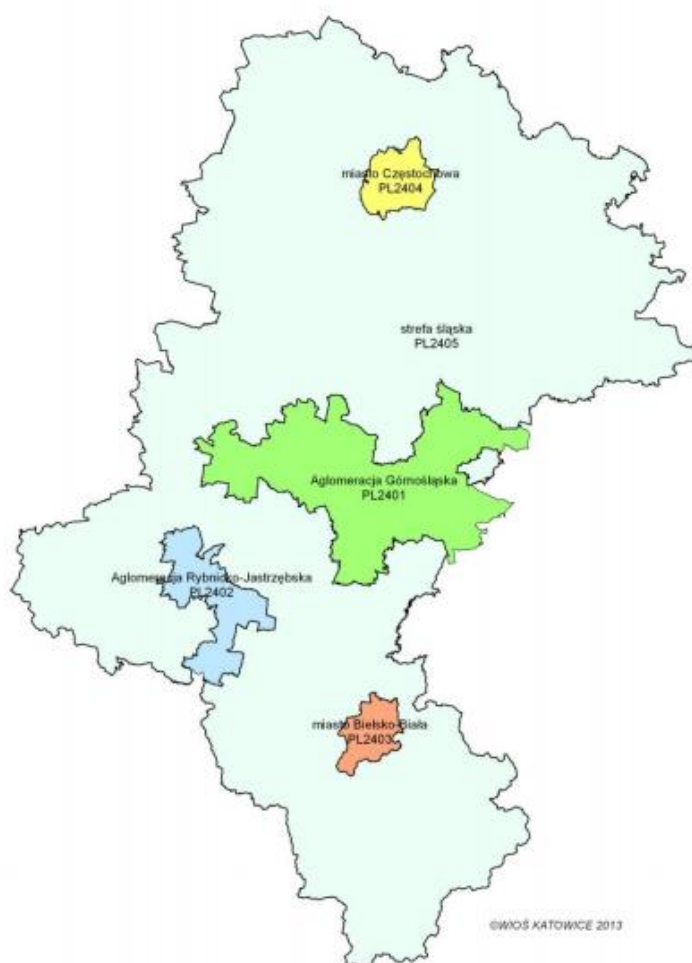 miasto Częstochowa
PL2404
strefa śląska
PL2405
Aglomeracja Górnośląska
PL2401
Aglomeracja Rybnicko-Jastrzębska
PL2402
miasto Bielsko-Biała
PL2403
©WIOŚ KATOWICE 2013